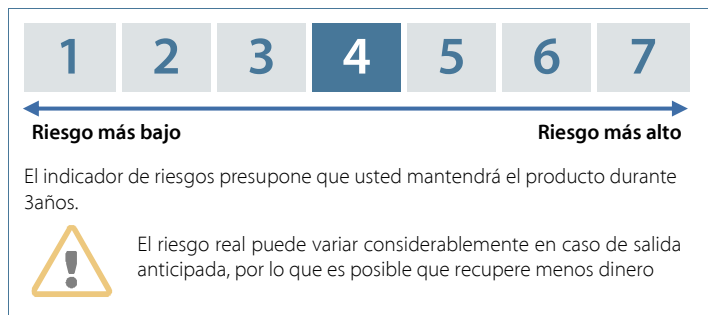 1 2 3 4 5 6 7
Riesgo más bajo Riesgo más alto
El indicador de riesgos presupone que usted mantendrá el producto durante
3años.
El riesgo real puede variar considerablemente en caso de salida
anticipada, por lo que es posible que recupere menos dinero